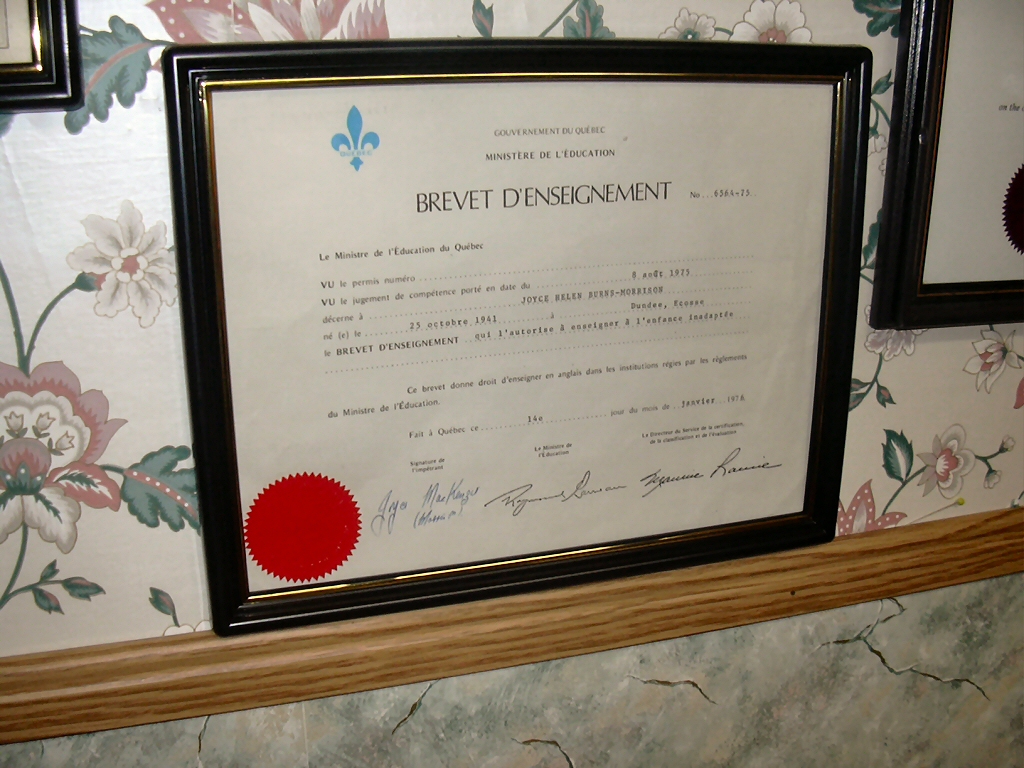 GOUVERNEMENT DU QUÉBEC
MINISTÈRE DE L'ÉDUCATION
BREVET D'ENSEIGNEMENT
No ...6564-75...
Le Ministre de l'Éducation du Québec
VU le permis numéro
VU le jugement de compétence porté en date du 8 août 1975
décerne à JOYCE HELEN BURNS-MORRISON
né (e) le 25 octobre 1941 à Dundee, Ecosse
le BREVET D'ENSEIGNEMENT qui l'autorise à enseigner à l'enfance inadaptée
Ce brevet donne droit d'enseigner en anglais dans les institutions régies par les règlements
du Ministre de l'Éducation.
Fait à Québec ce 14e jour du mois de janvier 1976.
Signature de
l'impétrant
Le Ministre de
l'Éducation
Le Directeur du Service de la certification,
de la classification et de l'évaluation
Joyce MacKenzie
on the